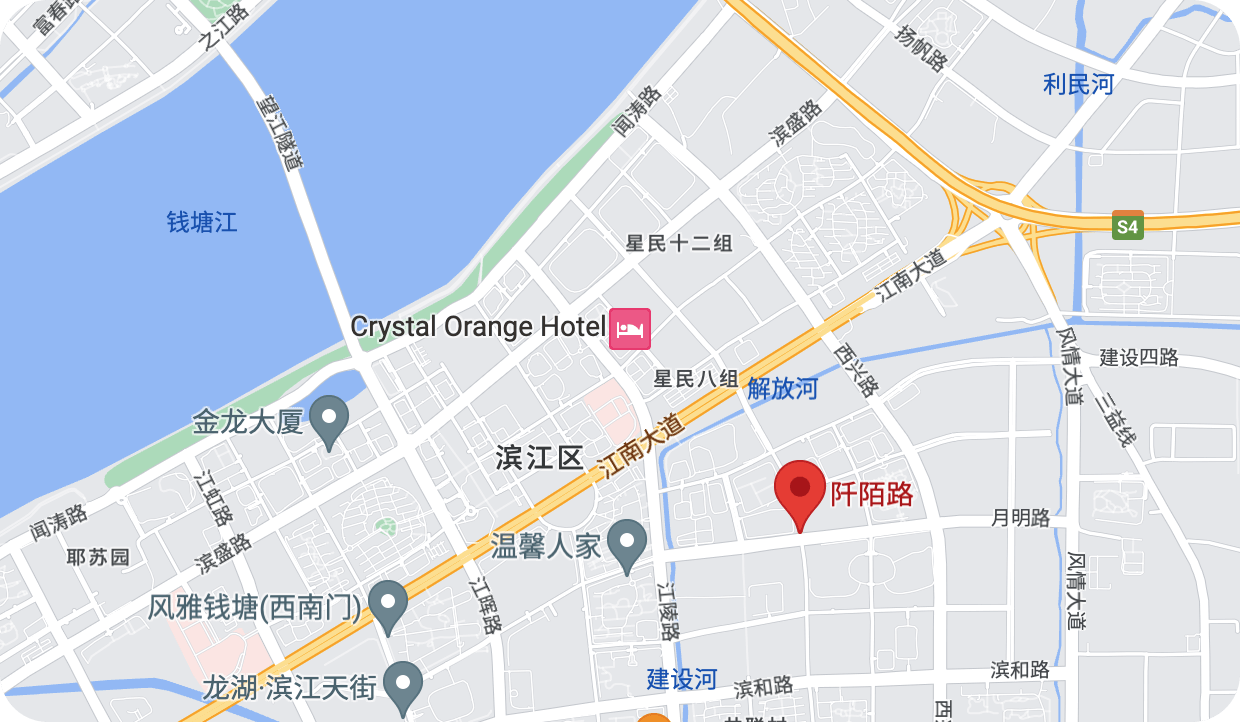 富春路
之江路
扬帆路
利民河
闻涛路
滨盛路
望江隧道
钱塘江
S4
星民十二组
江南大道
Crystal Orange Hotel
风情大道
建设四路
西兴路
星民八组
解放河
三益线
金龙大厦
江南大道
滨江区
江虹路
阡陌路
闻涛路
月明路
滨盛路
温馨人家
耶苏园
风情大道
江晖路
江陵路
风雅钱塘(西南门)
滨和路
建设河
龙湖·滨江天街
滨和路